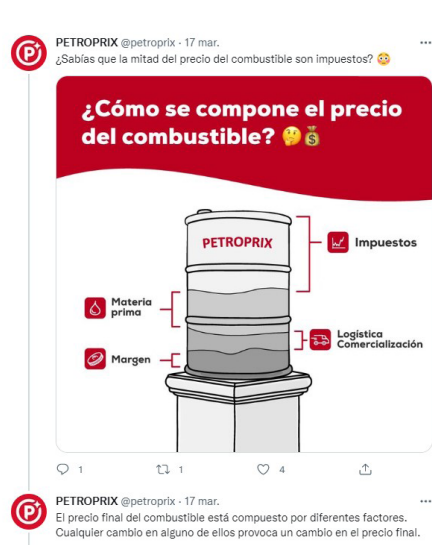 PETROPRIX @petroprix · 17 mar.
¿Sabías que la mitad del precio del combustible son impuestos? 😳
¿Cómo se compone el precio
del combustible? 🤔💰
PETROPRIX
Impuestos
Materia
prima
Logística
Comercialización
Margen
1
1
4
PETROPRIX @petroprix · 17 mar.
El precio final del combustible está compuesto por diferentes factores.
Cualquier cambio en alguno de ellos provoca un cambio en el precio final.